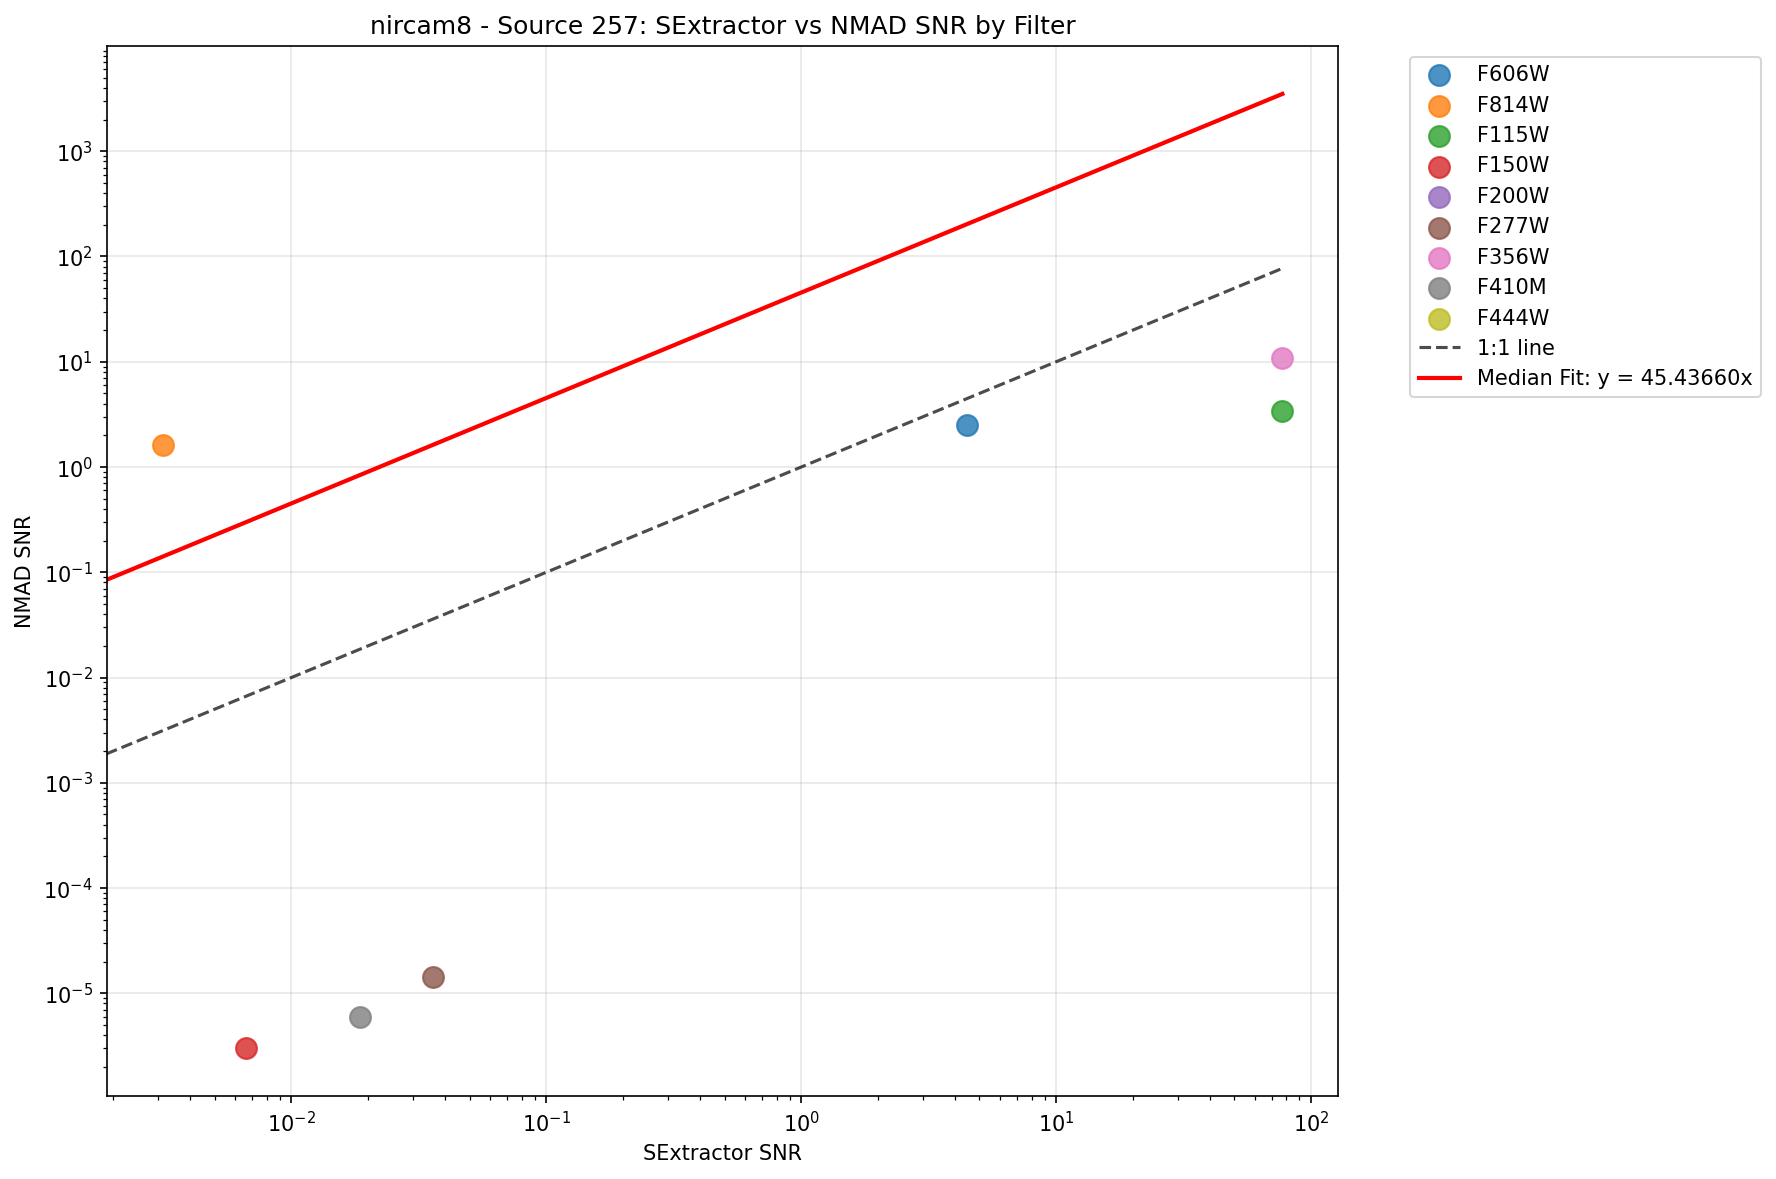 nircam8 - Source 257: SExtractor vs NMAD SNR by Filter
NMAD SNR
10³
10²
10¹
10⁰
10⁻¹
10⁻²
10⁻³
10⁻⁴
10⁻⁵
10⁻²
10⁻¹
10⁰
10¹
10²
SExtractor SNR
F606W
F814W
F115W
F150W
F200W
F277W
F356W
F410M
F444W
1:1 line
Median Fit: y = 45.43660x